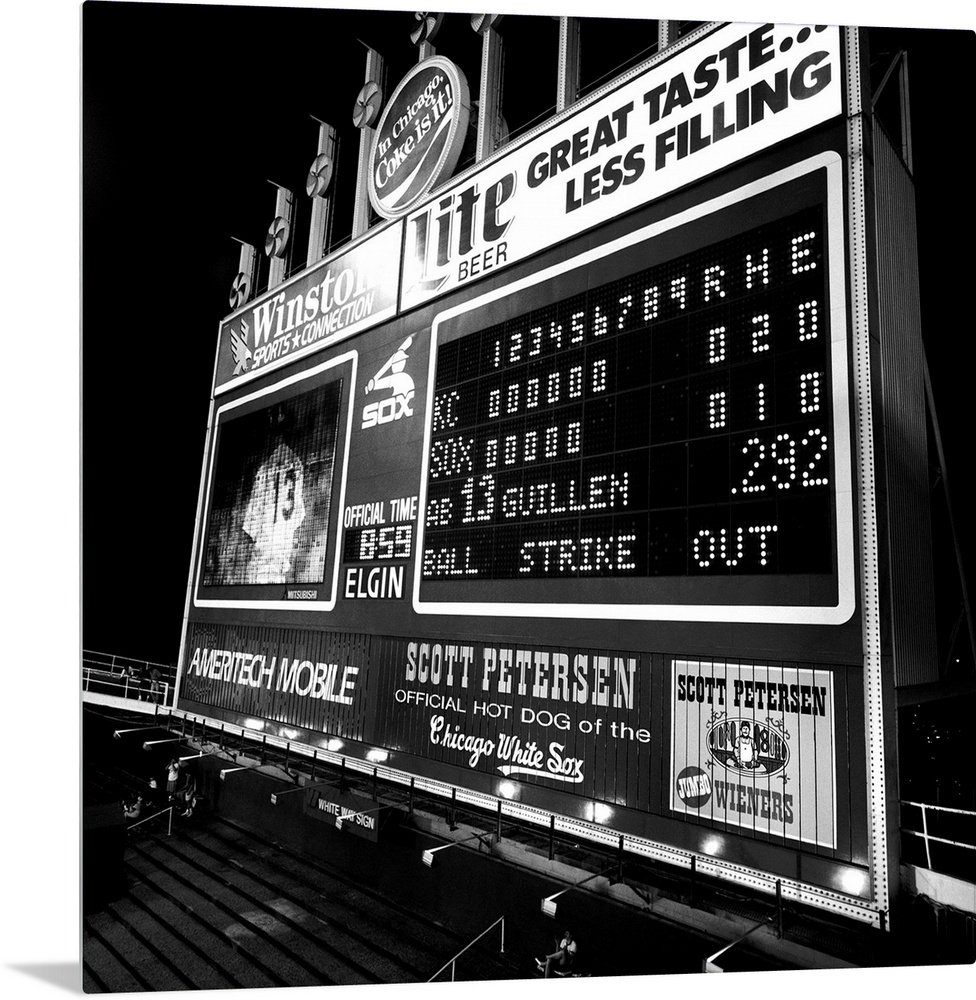 In Chicago,
Coke is it!
GREAT TASTE...
LESS FILLING
Lite
BEER
Winston
SPORTS★CONNECTION
SOX
1 2 3 4 5 6 7 8 9 R H E
KC 0 0 0 0 0 0 0 2 0
SOX 0 0 0 0 0 0 1 0
AB 13 GUILLEN .292
BALL STRIKE OUT
13
MITSUBISHI
OFFICIAL TIME
8:59
ELGIN
AMERITECH MOBILE
SCOTT PETERSEN
OFFICIAL HOT DOG of the
Chicago White Sox
SCOTT PETERSEN
JUMBO
WIENERS
WHITE WAY SIGN